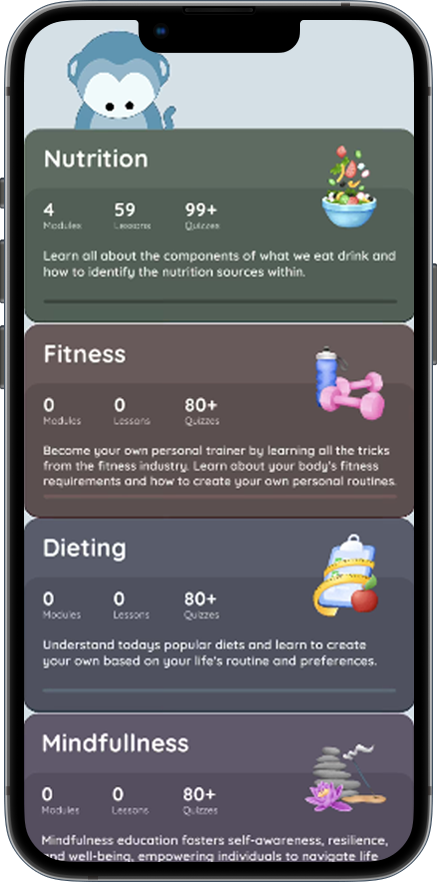 Nutrition
4 59 99+
Modules Lessons Quizzes
Learn all about the components of what we eat drink and
how to identify the nutrition sources within.
Fitness
0 0 80+
Modules Lessons Quizzes
Become your own personal trainer by learning all the tricks
from the fitness industry. Learn about your body's fitness
requirements and how to create your own personal routines.
Dieting
0 0 80+
Modules Lessons Quizzes
Understand todays popular diets and learn to create
your own based on your life's routine and preferences.
Mindfullness
0 0 80+
Modules Lessons Quizzes
Mindfulness education fosters self-awareness, resilience,
and well-being, empowering individuals to navigate life